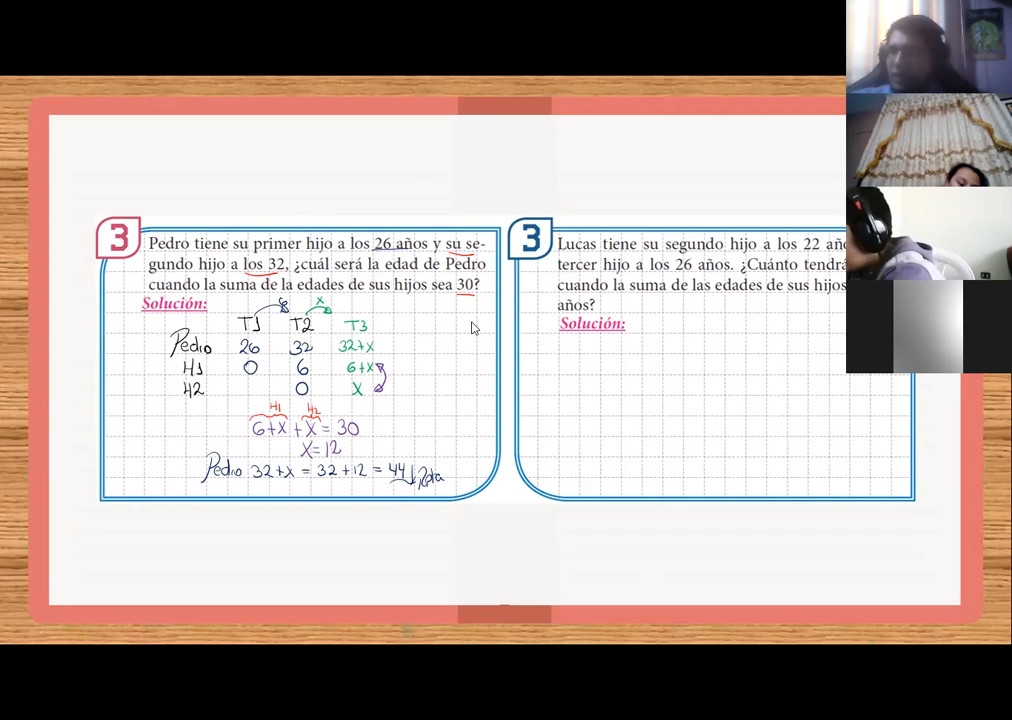 3
Pedro tiene su primer hijo a los 26 años y su se-
gundo hijo a los 32, ¿cuál será la edad de Pedro
cuando la suma de la edades de sus hijos sea 30?
Solución:
x
T1 T2 T3
Pedro 26 32 32+x
H1 0 6 6+x
H2 0 x
H1 H2
6+x + x = 30
x=12
Pedro 32+x = 32+12 = 44 Rpta
3
Lucas tiene su segundo hijo a los 22 añ
tercer hijo a los 26 años. ¿Cuánto tendrá
cuando la suma de las edades de sus hijos
años?
Solución: